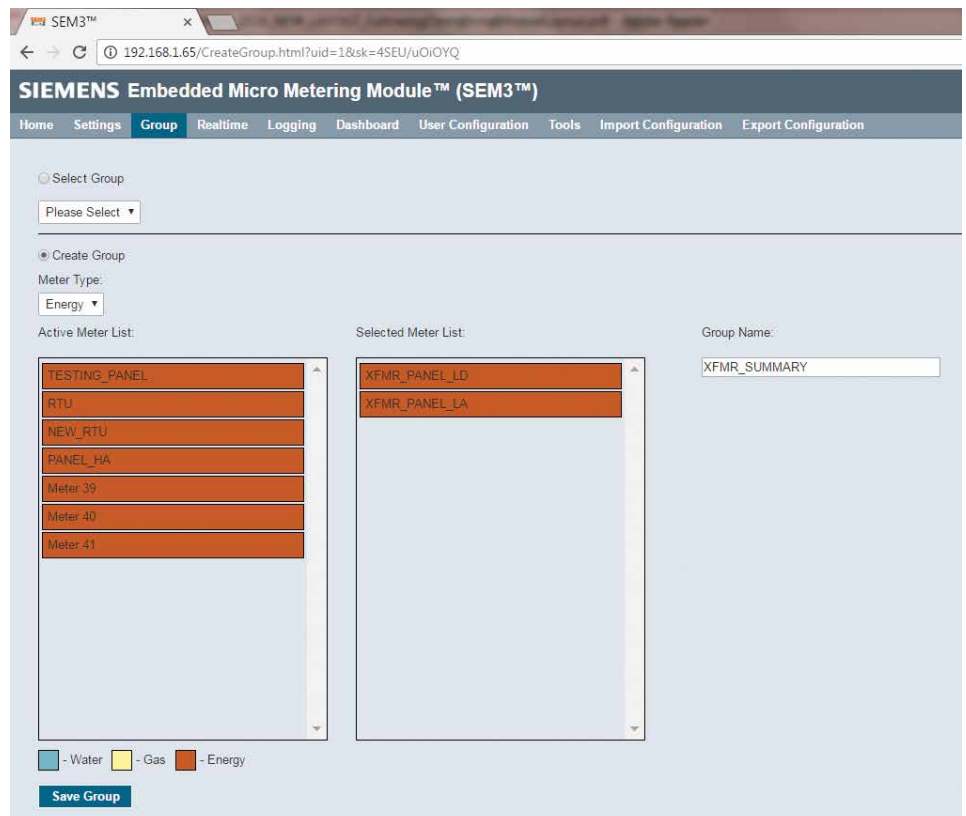 SEM3™
192.168.1.65/CreateGroup.html?uid=1&sk=4SEU/uOiOYQ
SIEMENS Embedded Micro Metering Module™ (SEM3™)
Home Settings Group Realtime Logging Dashboard User Configuration Tools Import Configuration Export Configuration
Select Group
Please Select
Create Group
Meter Type:
Energy
Active Meter List: Selected Meter List: Group Name:
TESTING_PANEL XFMR_PANEL_LD XFMR_SUMMARY
RTU XFMR_PANEL_LA
NEW_RTU
PANEL_HA
Meter 39
Meter 40
Meter 41
- Water - Gas - Energy
Save Group